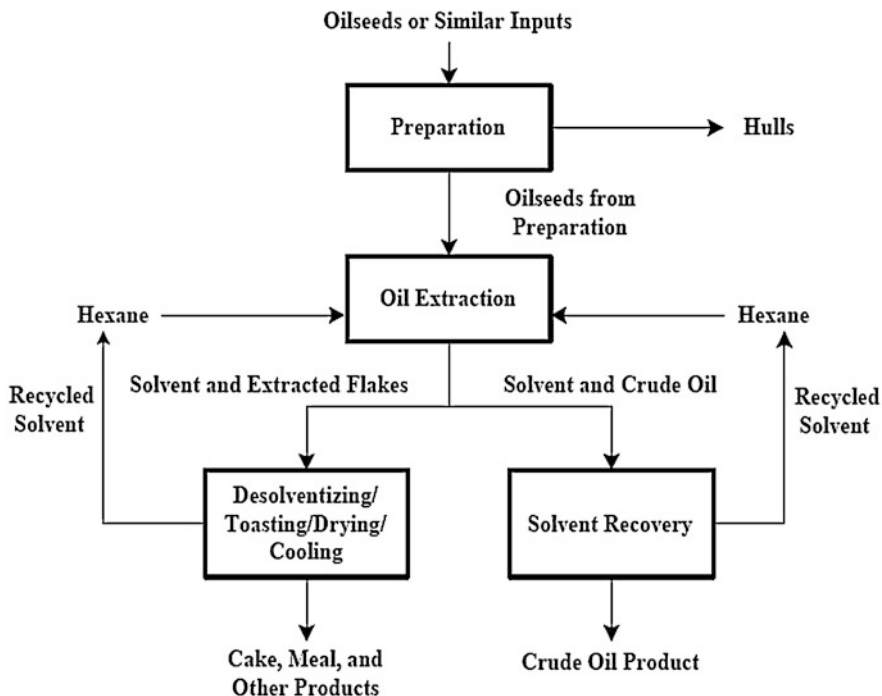 Oilseeds or Similar Inputs
Preparation
Hulls
Oilseeds from
Preparation
Oil Extraction
Hexane
Hexane
Solvent and Extracted Flakes
Solvent and Crude Oil
Recycled
Solvent
Recycled
Solvent
Desolventizing/
Toasting/Drying/
Cooling
Solvent Recovery
Cake, Meal, and
Other Products
Crude Oil Product